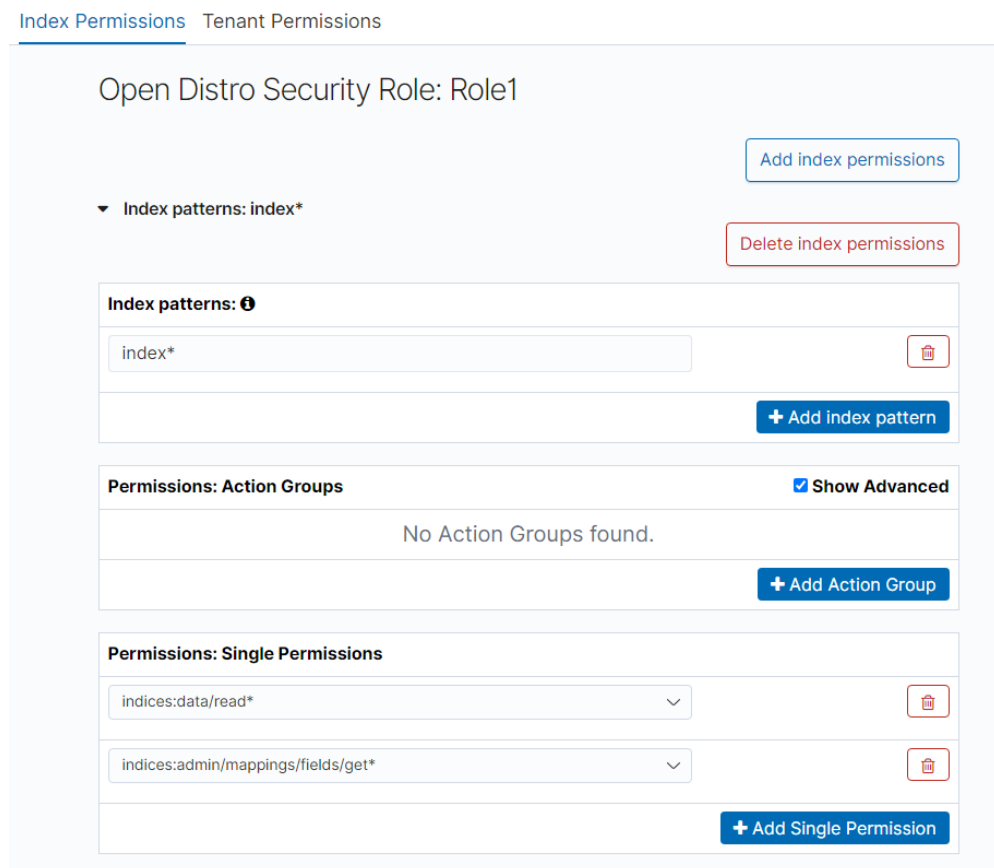 Index Permissions Tenant Permissions
Open Distro Security Role: Role1
Add index permissions
Index patterns: index*
Delete index permissions
Index patterns:
index*
Add index pattern
Permissions: Action Groups Show Advanced
No Action Groups found.
Add Action Group
Permissions: Single Permissions
indices:data/read*
indices:admin/mappings/fields/get*
Add Single Permission